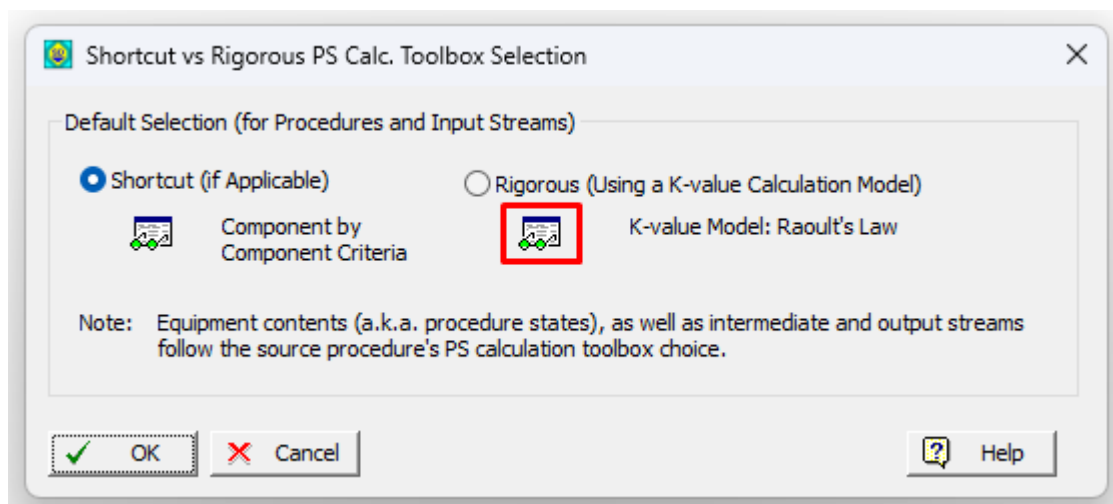 Shortcut vs Rigorous PS Calc. Toolbox Selection
Default Selection (for Procedures and Input Streams)
Shortcut (if Applicable)
Rigorous (Using a K-value Calculation Model)
Component by
Component Criteria
K-value Model: Raoult's Law
Note: Equipment contents (a.k.a. procedure states), as well as intermediate and output streams
follow the source procedure's PS calculation toolbox choice.
OK
Cancel
Help